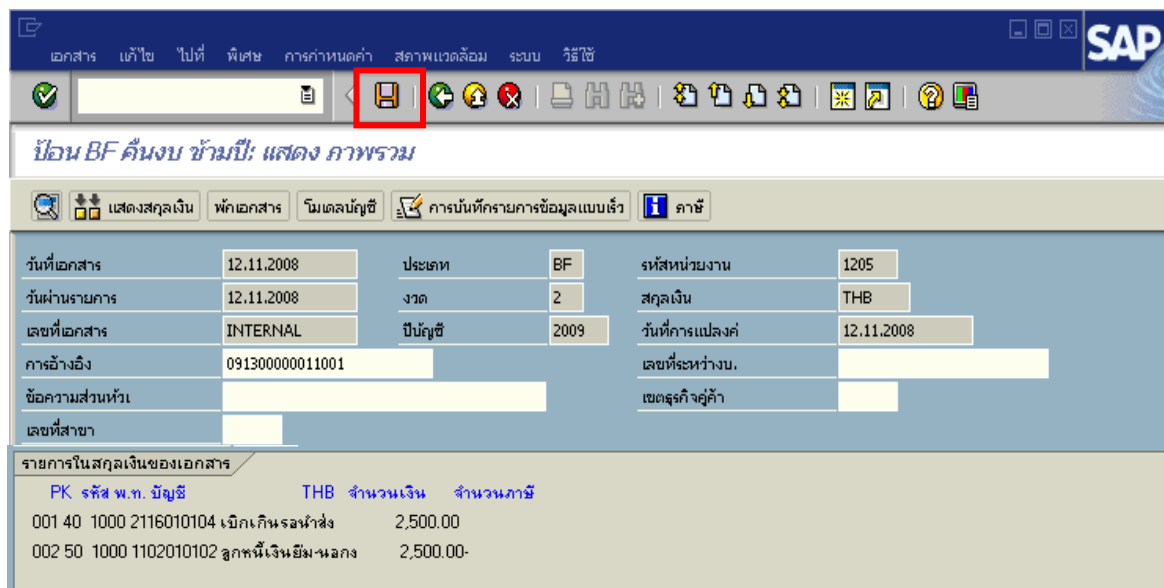 เอกสาร แก้ไข ไปที่ พิเศษ การกำหนดค่า สภาพแวดล้อม ระบบ วิธีใช้
SAP
ป้อน BF คืนงบ ข้ามปี: แสดง ภาพรวม
แสดงสกุลเงิน พักเอกสาร โมเดลบัญชี การบันทึกรายการข้อมูลแบบเร็ว ภาษี
วันที่เอกสาร 12.11.2008 ประเภท BF รหัสหน่วยงาน 1205
วันผ่านรายการ 12.11.2008 งวด 2 สกุลเงิน THB
เลขที่เอกสาร INTERNAL ปีบัญชี 2009 วันที่การแปลงค่ 12.11.2008
การอ้างอิง 091300000011001 เลขที่ระหว่างบ.
ข้อความส่วนหัวเ เขตธุรกิจคู่ค้า
เลขที่สาขา
รายการในสกุลเงินของเอกสาร
PK รหัส พ.ท. บัญชี THB จำนวนเงิน จำนวนภาษี
001 40 1000 2116010104 เบิกเกินรอนำส่ง 2,500.00
002 50 1000 1102010102 ลูกหนี้เงินยืม-นอกง 2,500.00-